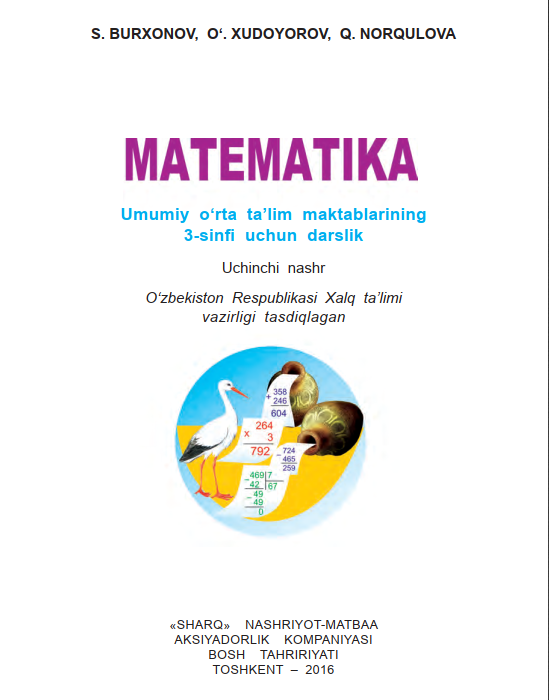 S. BURXONOV, O‘. XUDOYOROV, Q. NORQULOVA
MATEMATIKA
Umumiy o‘rta ta’lim maktablarining
3-sinfi uchun darslik
Uchinchi nashr
O‘zbekiston Respublikasi Xalq ta’limi
vazirligi tasdiqlagan
+ 358
246
604
x 264
3
792
– 724
465
259
– 469 7
42 67
– 49
49
0
«SHARQ» NASHRIYOT-MATBAA
AKSIYADORLIK KOMPANIYASI
BOSH TAHRIRIYATI
TOSHKENT – 2016